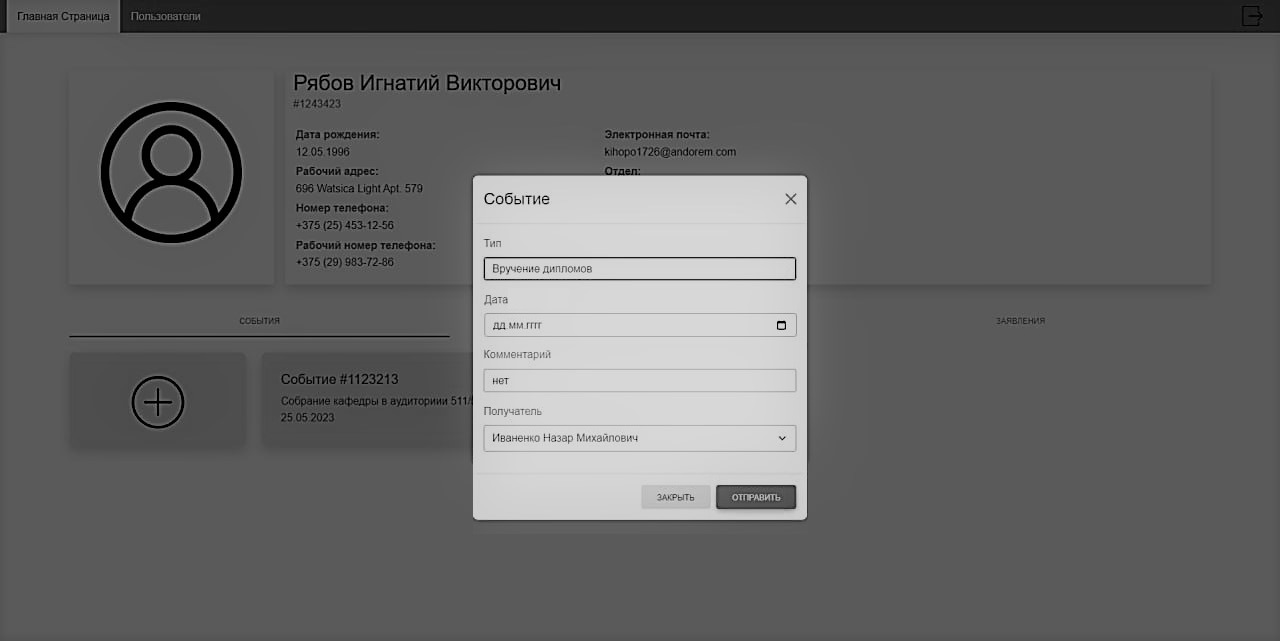 Главная Страница
Пользователи
Рябов Игнатий Викторович
#1243423
Дата рождения:
12.05.1996
Рабочий адрес:
696 Watsica Light Apt. 579
Номер телефона:
+375 (25) 453-12-56
Рабочий номер телефона:
+375 (29) 983-72-86
Электронная почта:
kihopo1726@andorem.com
Отдел:
СОБЫТИЯ
ЗАЯВЛЕНИЯ
Событие #1123213
Собрание кафедры в аудиториии 511/
25.05.2023
Событие
Тип
Вручение дипломов
Дата
дд.мм.гггг
Комментарий
нет
Получатель
Иваненко Назар Михайлович
ЗАКРЫТЬ
ОТПРАВИТЬ